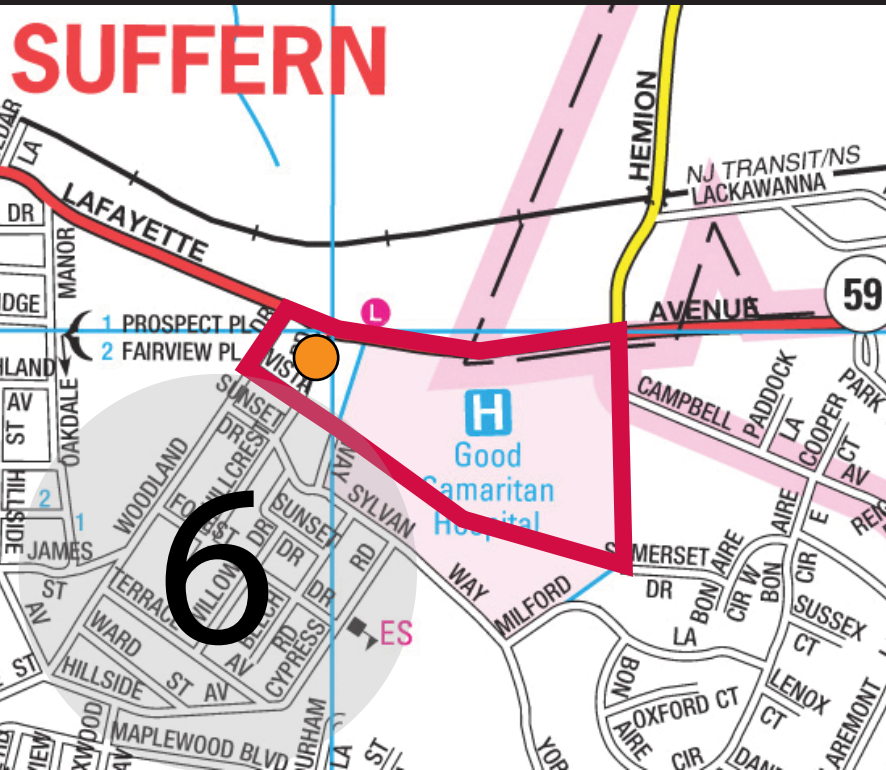 SUFFERN
LA
HEMION
NJ TRANSIT/NS
LACKAWANNA
LAFAYETTE
DR
MANOR
59
AVENUE
L
1 PROSPECT PL
2 FAIRVIEW PL
DR
VISTA
H
Good
Samaritan
Hospital
CAMPBELL
PADDOCK
LA
COOPER
CT
PARK
AV
OAKDALE
AV
ST
SUNSET
DR
HILLCREST
WOODLAND
WAY
SYLVAN
WAY
HILLSIDE
2
1
FOREST
DR
SUNSET
DR
DR
RD
6
JAMES
ST
AV
TERRACE
WILLOW
BEECH
RD
CYPRESS
WARD
ST
AV
AV
HILLSIDE
ST
ES
MILFORD
LA
SOMERSET
DR
BON AIRE
CIR W
BON AIRE
CIR
E
SUSSEX
CT
LENOX
CT
BON
AIRE
CIR
OXFORD CT
MAPLEWOOD BLVD
LA
ST